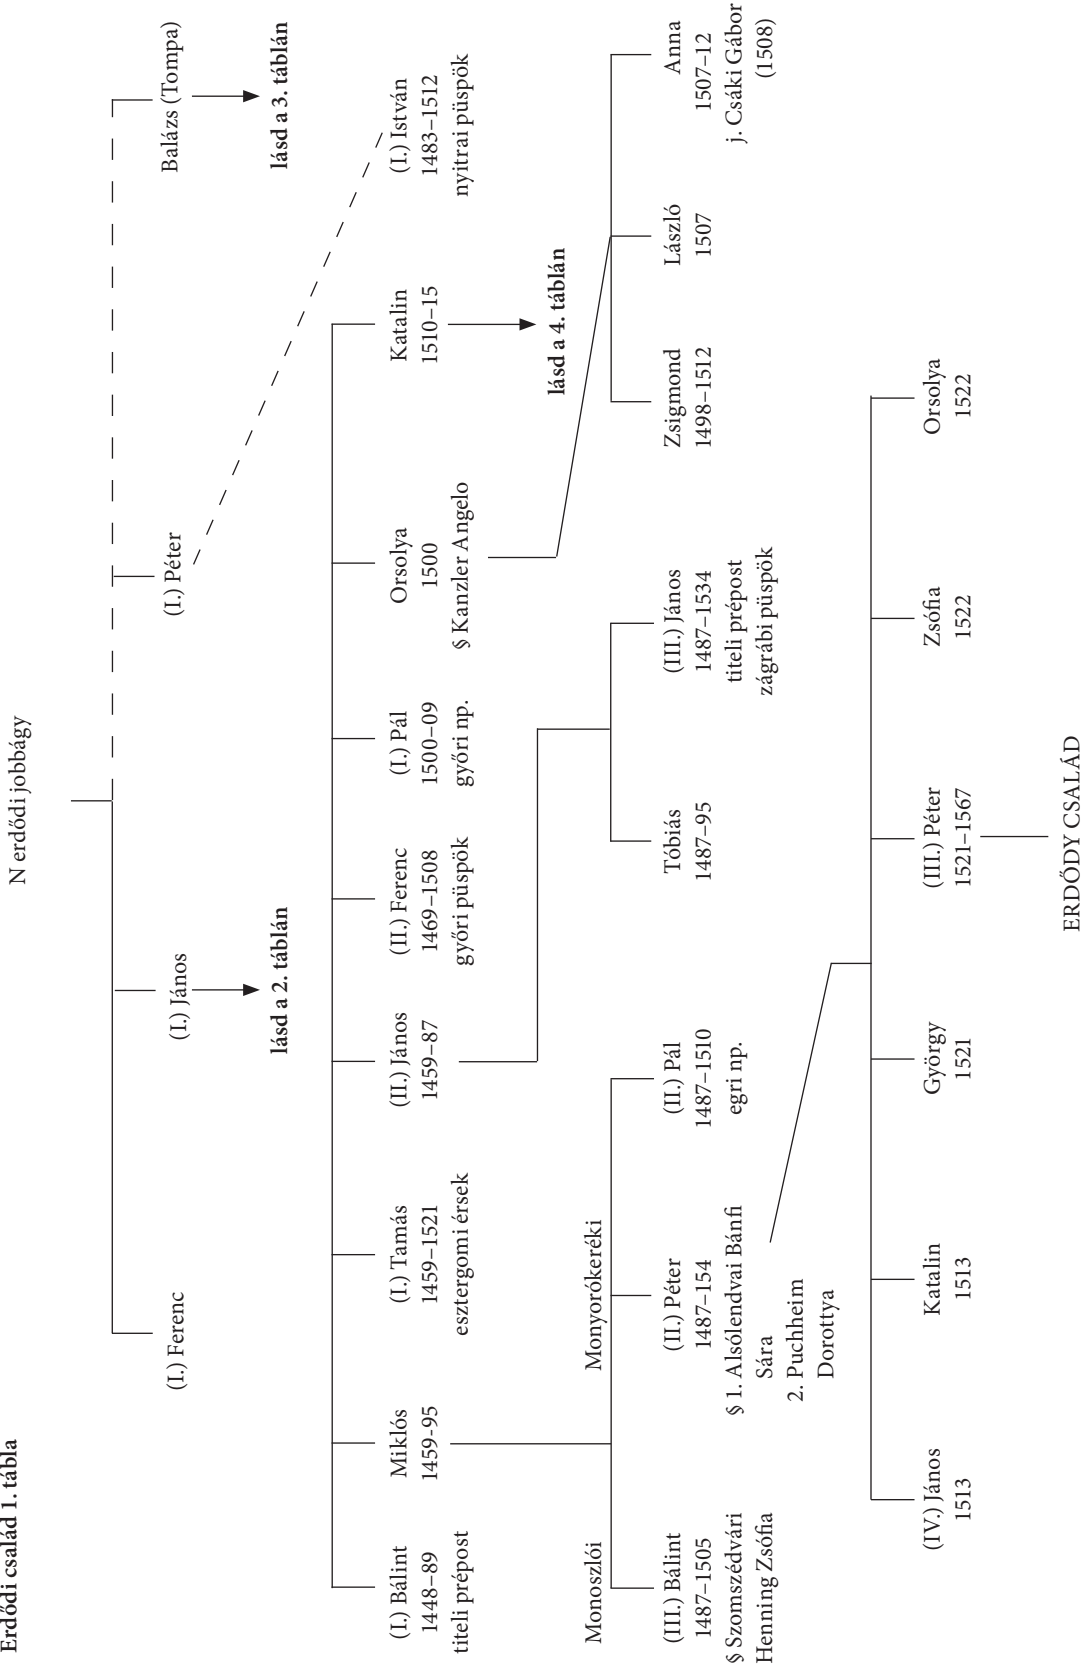 Erdődi család 1. tábla
N erdődi jobbágy
(I.) Ferenc
(I.) János
lásd a 2. táblán
(I.) Péter
Balázs (Tompa)
lásd a 3. táblán
(I.) Bálint
1448–89
titeli prépost
Miklós
1459-95
(I.) Tamás
1459–1521
esztergomi érsek
(II.) János
1459–87
(II.) Ferenc
1469–1508
győri püspök
(I.) Pál
1500–09
győri np.
Orsolya
1500
§ Kanzler Angelo
Katalin
1510–15
lásd a 4. táblán
(I.) István
1483–1512
nyitrai püspök
Monoszlói
(III.) Bálint
1487–1505
§ Szomszédvári
Henning Zsófia
Monyorókeréki
(II.) Péter
1487–154
§ 1. Alsólendvai Bánfi
Sára
2. Puchheim
Dorottya
(II.) Pál
1487–1510
egri np.
Tóbiás
1487–95
(III.) János
1487–1534
titeli prépost
zágrábi püspök
Zsigmond
1498–1512
László
1507
Anna
1507–12
j. Csáki Gábor
(1508)
(IV.) János
1513
Katalin
1513
György
1521
(III.) Péter
1521–1567
Zsófia
1522
Orsolya
1522
ERDŐDY CSALÁD